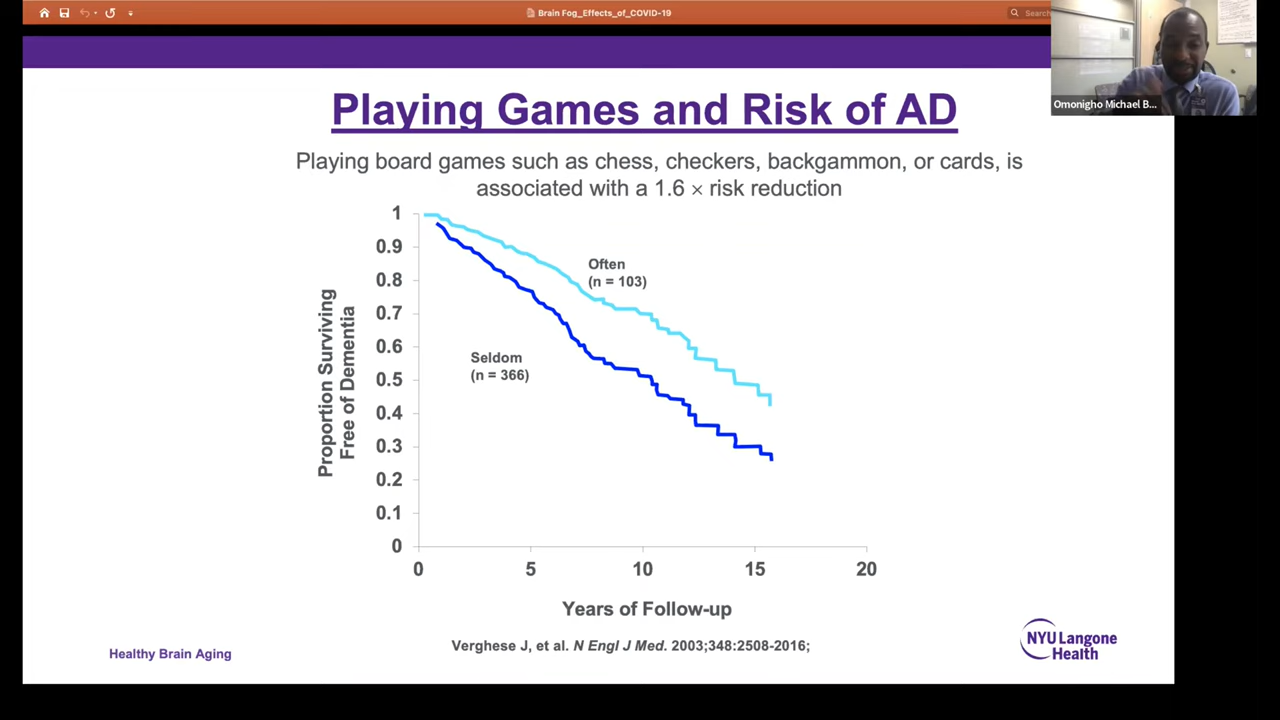 Brain Fog_Effects_of_COVID-19
Search
Omonigho Michael B...
Playing Games and Risk of AD
Playing board games such as chess, checkers, backgammon, or cards, is
associated with a 1.6 × risk reduction
Proportion Surviving
Free of Dementia
1
0.9
0.8
0.7
0.6
0.5
0.4
0.3
0.2
0.1
0
Often
(n = 103)
Seldom
(n = 366)
0 5 10 15 20
Years of Follow-up
Verghese J, et al. N Engl J Med. 2003;348:2508-2016;
Healthy Brain Aging
NYU Langone
Health